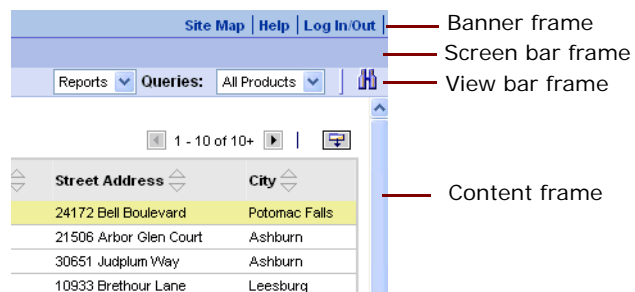 Site Map | Help | Log In/Out |
Banner frame
Screen bar frame
Reports Queries: All Products
View bar frame
1 - 10 of 10+
Street Address City
Content frame
24172 Bell Boulevard Potomac Falls
21506 Arbor Glen Court Ashburn
30651 Judplum Way Ashburn
10933 Brethour Lane Leesburg